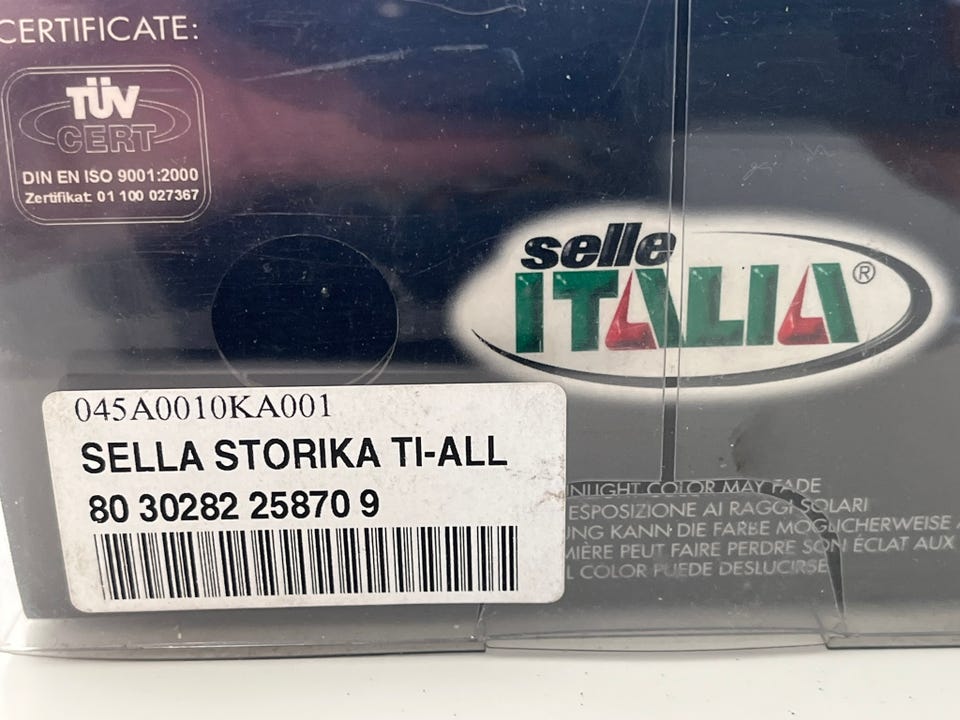 CERTIFICATE:
TÜV
CERT
DIN EN ISO 9001:2000
Zertifikat: 01 100 027367
selle
ITALIA®
045A0010KA001
SELLA STORIKA TI-ALL
80 30282 25870 9
COLOR MAY FADE
ESPOSIZIONE AI RAGGI SOLARI
KANN DIE FARBE MÖGLICHERWEISE
PEUT FAIRE PERDRE SON ÉCLAT AUX
COLOR PUEDE DESLUCIRSE